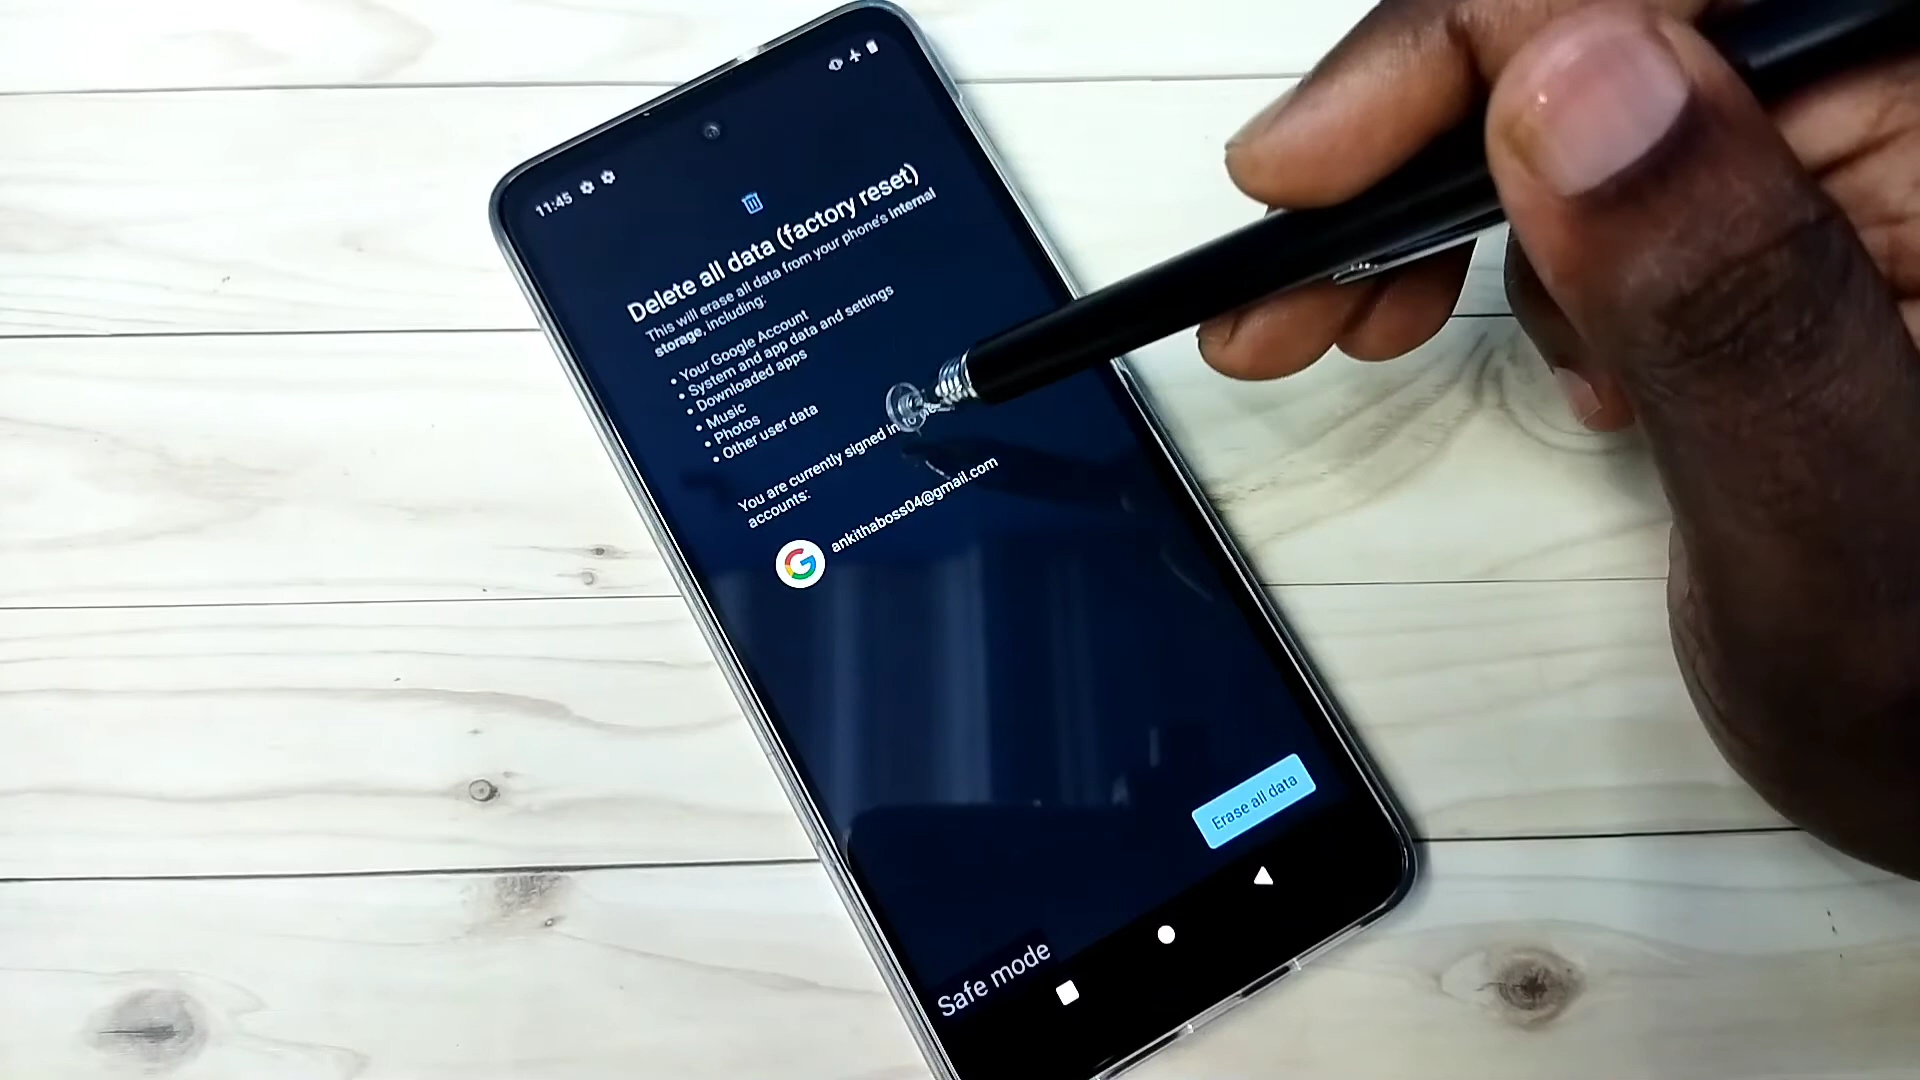 11:45
Delete all data (factory reset)
This will erase all data from your phone's internal
storage, including:
• Your Google Account
• System and app data and settings
• Downloaded apps
• Music
• Photos
• Other user data
You are currently signed in
accounts:
ankithaboss04@gmail.com
Erase all data
Safe mode